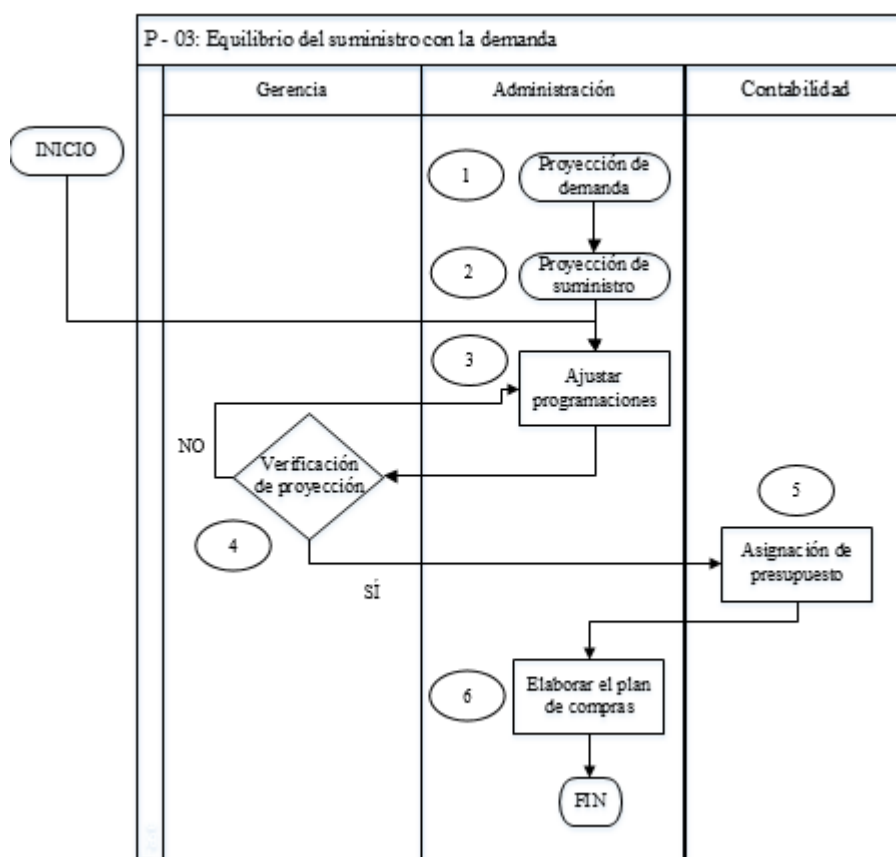 P - 03: Equilibrio del suministro con la demanda
Gerencia
Administración
Contabilidad
INICIO
1
Proyección de
demanda
2
Proyección de
suministro
3
Ajustar
programaciones
NO
Verificación
de proyección
4
SÍ
5
Asignación de
presupuesto
6
Elaborar el plan
de compras
FIN